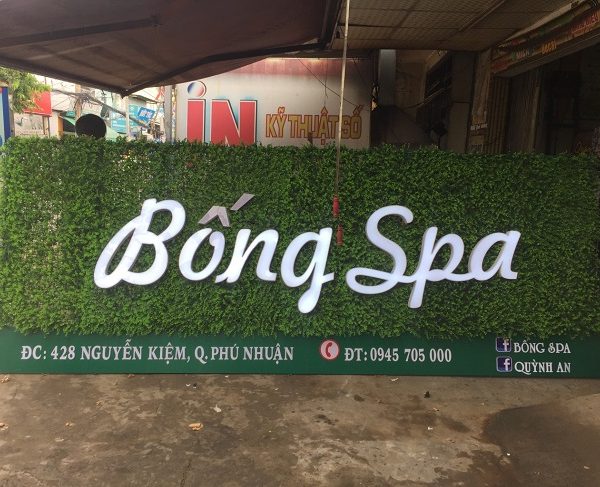 in
KỸ THUẬT SỐ
Bống Spa
ĐC: 428 NGUYỄN KIỆM, Q. PHÚ NHUẬN
ĐT: 0945 705 000
f BỐNG SPA
f QUỲNH AN